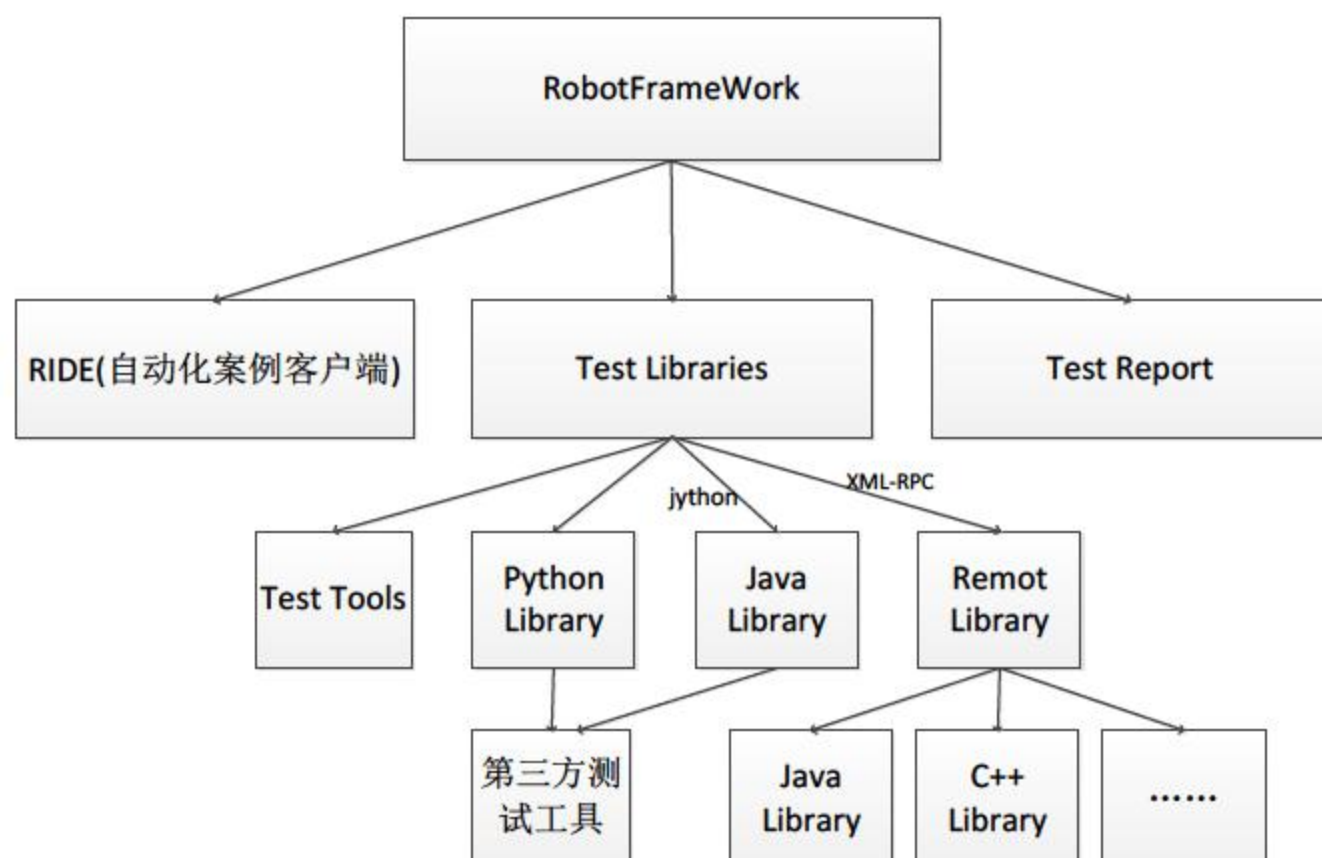 RobotFrameWork
RIDE(自动化案例客户端)
Test Libraries
Test Report
jython
XML-RPC
Test Tools
Python
Library
Java
Library
Remot
Library
第三方测
试工具
Java
Library
C++
Library
……